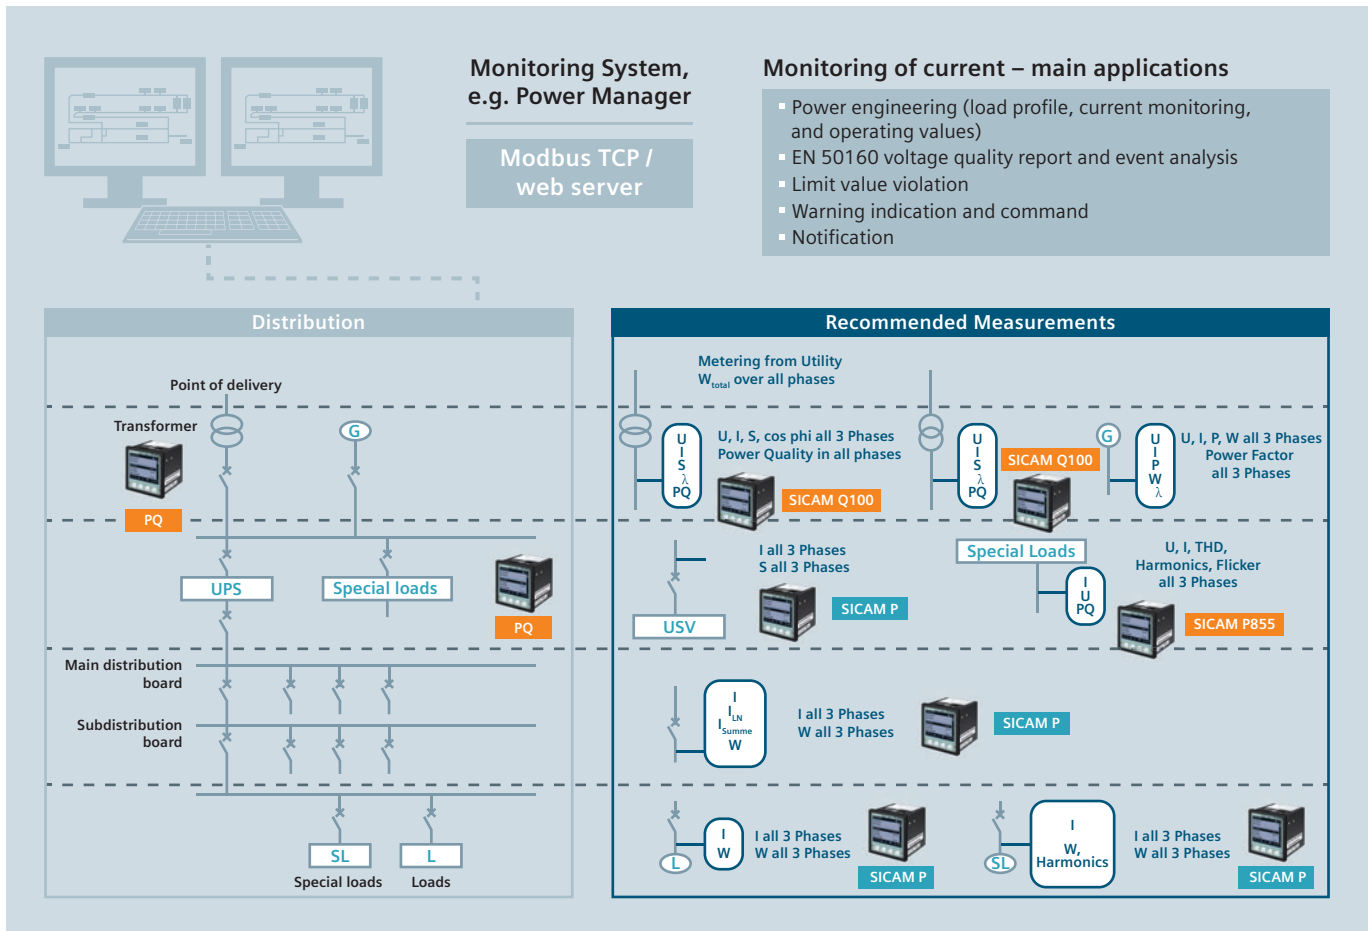 Monitoring System,
e.g. Power Manager
Modbus TCP /
web server
Monitoring of current – main applications
Power engineering (load profile, current monitoring,
and operating values)
EN 50160 voltage quality report and event analysis
Limit value violation
Warning indication and command
Notification
Distribution
Point of delivery
Transformer
G
PQ
UPS
Special loads
PQ
Main distribution
board
Subdistribution
board
SL
L
Special loads
Loads
Recommended Measurements
Metering from Utility
Wtotal over all phases
U
I
S
λ
PQ
U, I, S, cos phi all 3 Phases
Power Quality in all phases
SICAM Q100
U
I
S
λ
PQ
SICAM Q100
G
U
I
P
W
λ
U, I, P, W all 3 Phases
Power Factor
all 3 Phases
I all 3 Phases
S all 3 Phases
USV
SICAM P
Special Loads
I
U
PQ
U, I, THD,
Harmonics, Flicker
all 3 Phases
SICAM P855
I
ILN
ISumme
W
I all 3 Phases
W all 3 Phases
SICAM P
L
I
W
I all 3 Phases
W all 3 Phases
SICAM P
SL
I
W,
Harmonics
I all 3 Phases
W all 3 Phases
SICAM P